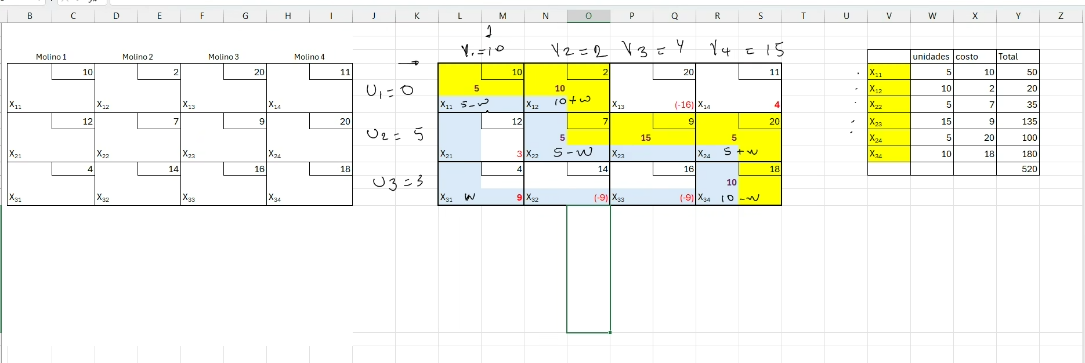 B C D E F G H I J K L M N O P Q R S T U V W X Y Z
V1=10 V2=2 V3=4 V4=15
Molino 1 Molino 2 Molino 3 Molino 4
unidades costo Total
10 2 20 11
X11 X12 X13 X14
12 7 9 20
X21 X22 X23 X24
4 14 16 18
X31 X32 X33 X34
U1=0
U2=5
U3=3
10 2 20 11
5 10
X11 5-w X12 10+w X13 (-16) X14 4
12 7 9 20
5 15 5
X21 3 X22 5-w X23 X24 5+w
4 14 16 18
10
X31 w 9 X32 (-9) X33 (-9) X34 10-w
X11 5 10 50
X12 10 2 20
X22 5 7 35
X23 15 9 135
X24 5 20 100
X34 10 18 180
520